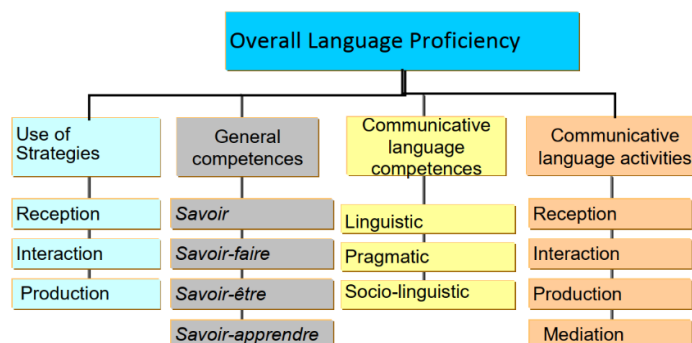 Overall Language Proficiency
Use of
Strategies
Reception
Interaction
Production
General
competences
Savoir
Savoir-faire
Savoir-être
Savoir-apprendre
Communicative
language
competences
Linguistic
Pragmatic
Socio-linguistic
Communicative
language activities
Reception
Interaction
Production
Mediation